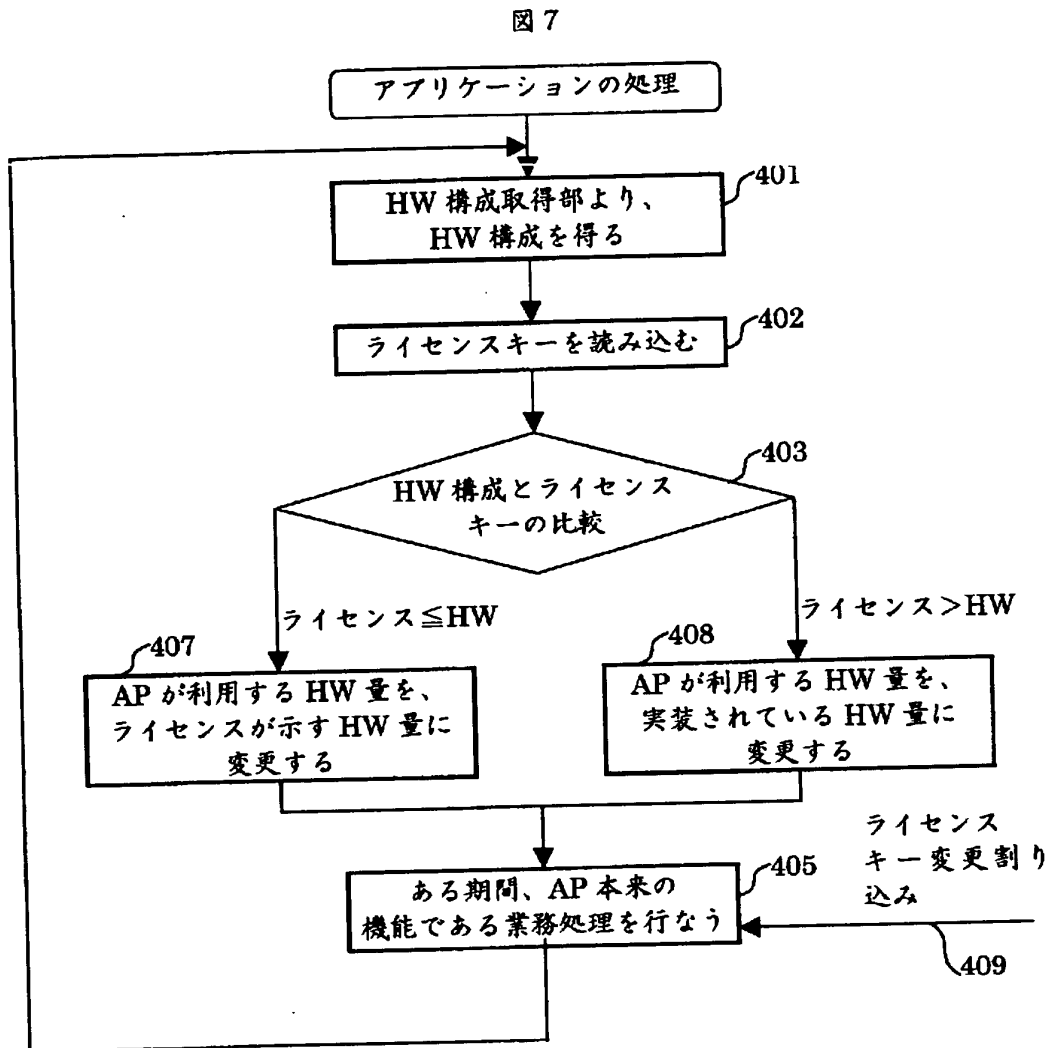 図7
アプリケーションの処理
401
HW 構成取得部より、
HW 構成を得る
402
ライセンスキーを読み込む
403
HW 構成とライセンス
キーの比較
ライセンス≦HW
ライセンス>HW
407
AP が利用する HW 量を、
ライセンスが示す HW 量に
変更する
408
AP が利用する HW 量を、
実装されている HW 量に
変更する
ライセンス
キー変更割り
込み
405
ある期間、AP 本来の
機能である業務処理を行なう
409